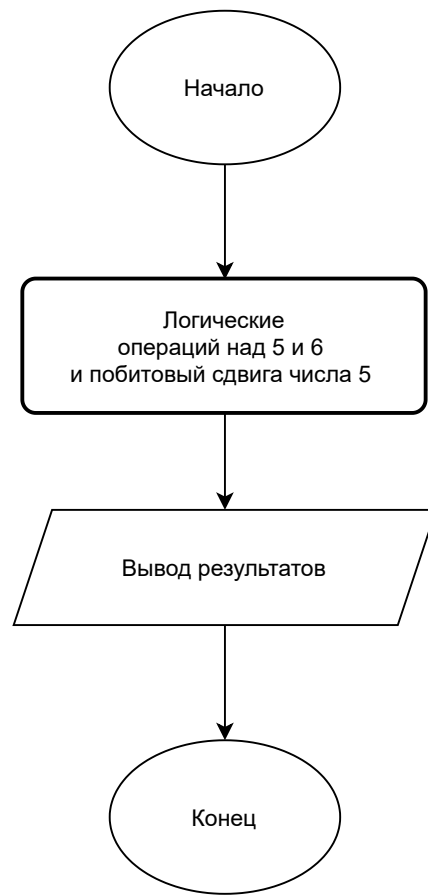 Начало
Логические
операций над 5 и 6
и побитовый сдвига числа 5
Вывод результатов
Конец